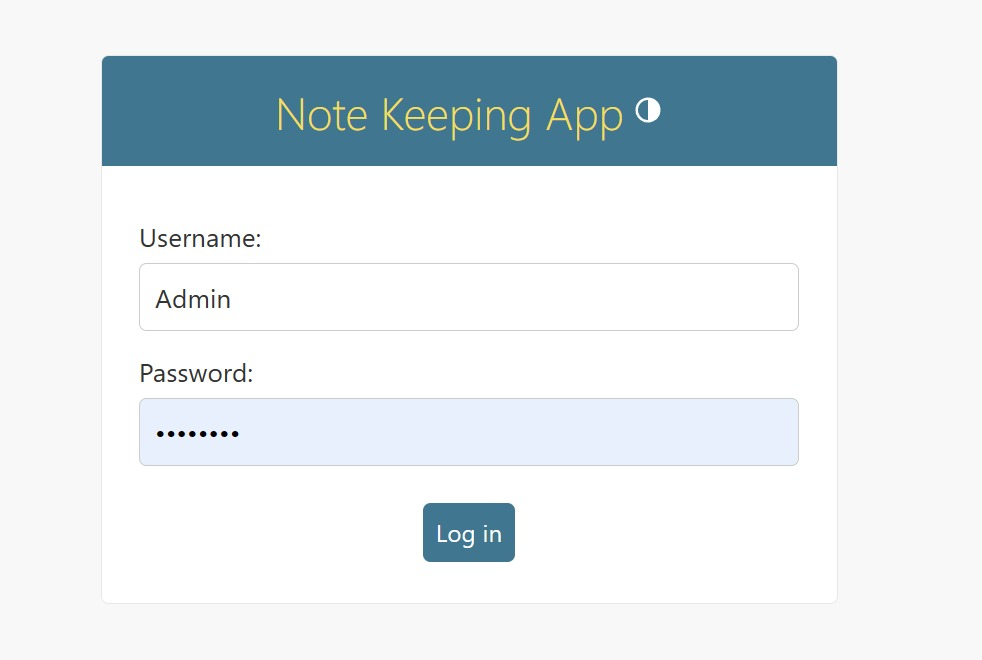 Note Keeping App
Username:
Admin
Password:
••••••••
Log in